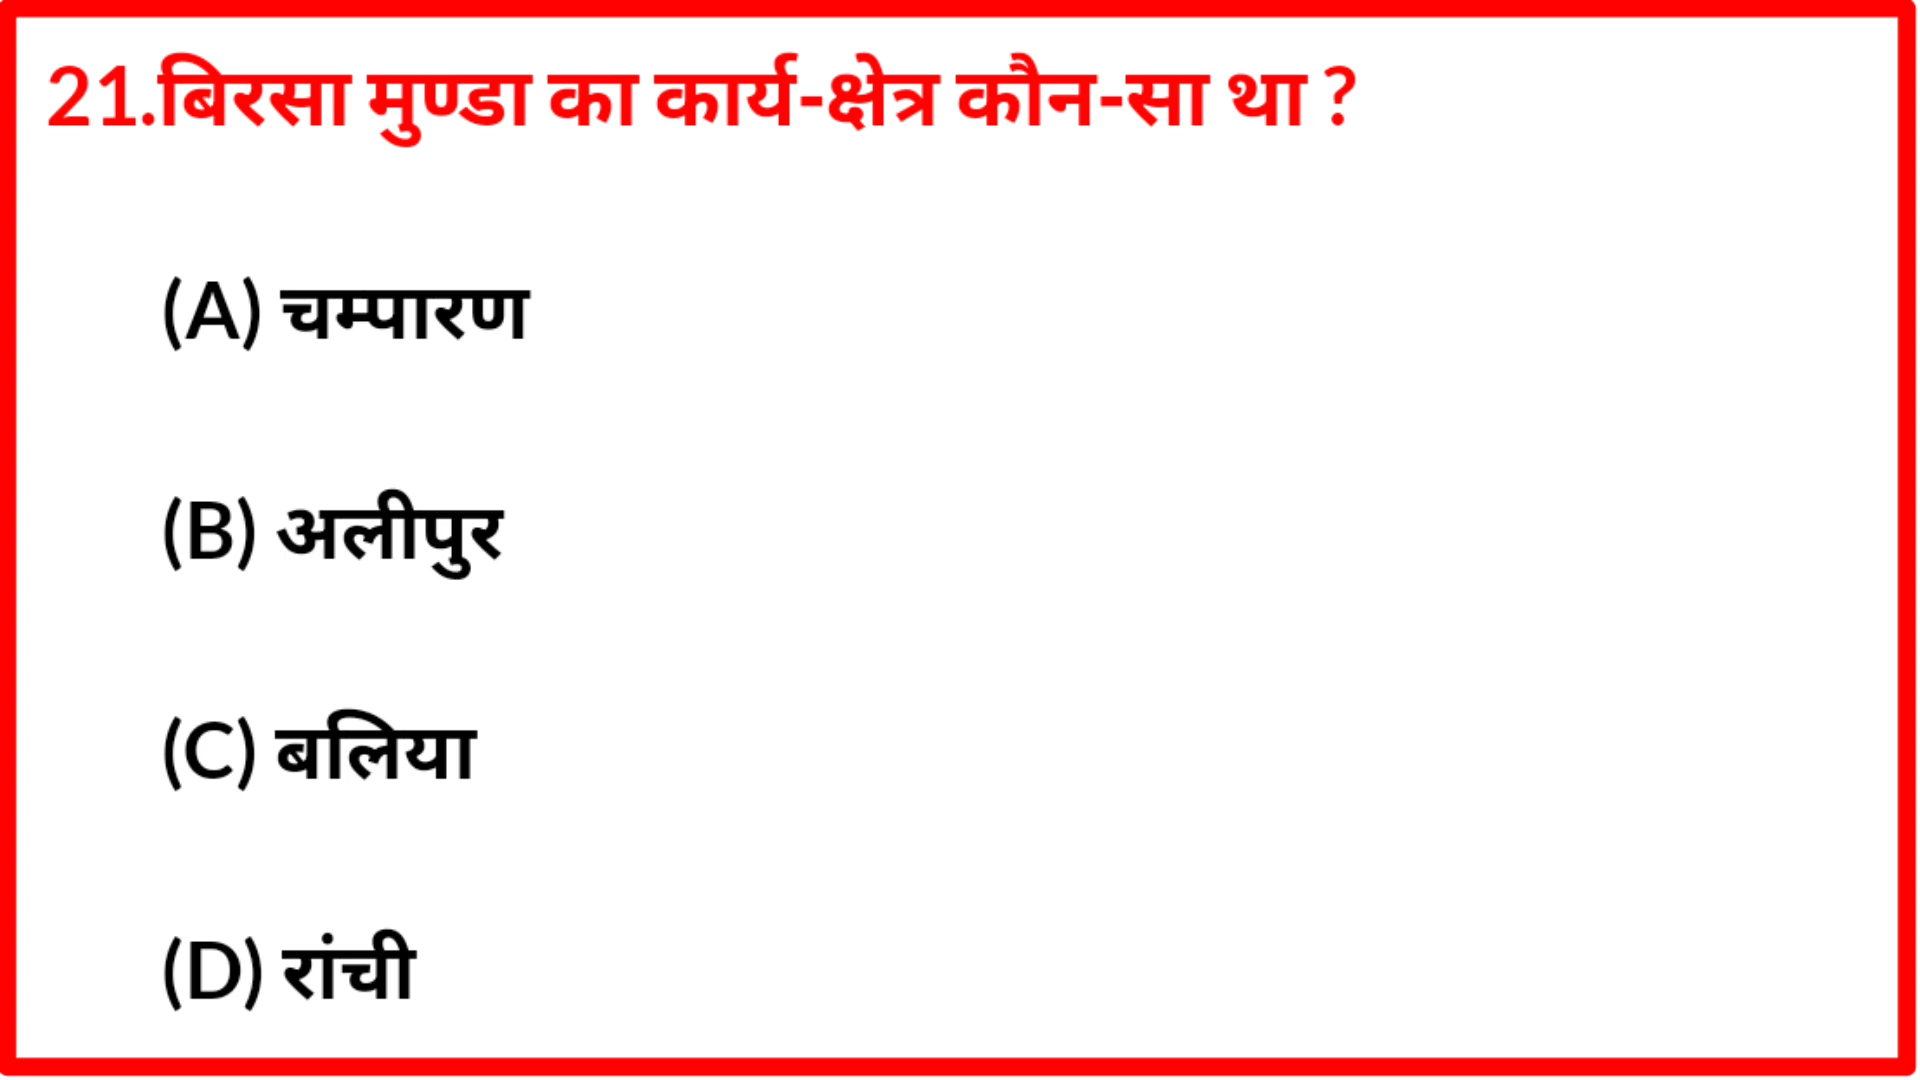 21.बिरसा मुण्डा का कार्य-क्षेत्र कौन-सा था ?
(A) चम्पारण
(B) अलीपुर
(C) बलिया
(D) रांची